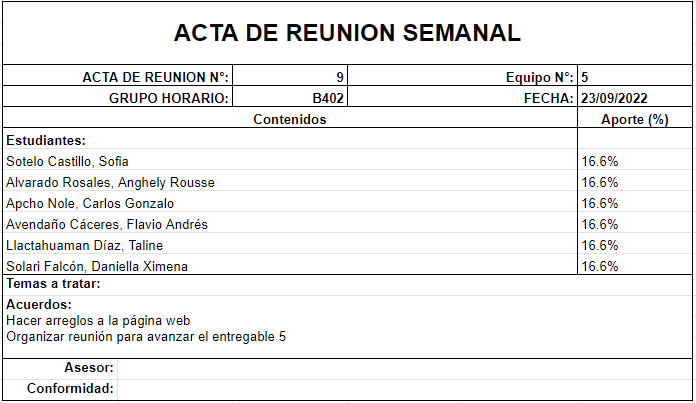 ACTA DE REUNION SEMANAL
ACTA DE REUNION N°: 9 Equipo N°: 5
GRUPO HORARIO: B402 FECHA: 23/09/2022
Contenidos Aporte (%)
Estudiantes:
Sotelo Castillo, Sofia 16.6%
Alvarado Rosales, Anghely Rousse 16.6%
Apcho Nole, Carlos Gonzalo 16.6%
Avendaño Cáceres, Flavio Andrés 16.6%
Llactahuaman Díaz, Taline 16.6%
Solari Falcón, Daniella Ximena 16.6%
Temas a tratar:
Acuerdos:
Hacer arreglos a la página web
Organizar reunión para avanzar el entregable 5
Asesor:
Conformidad: